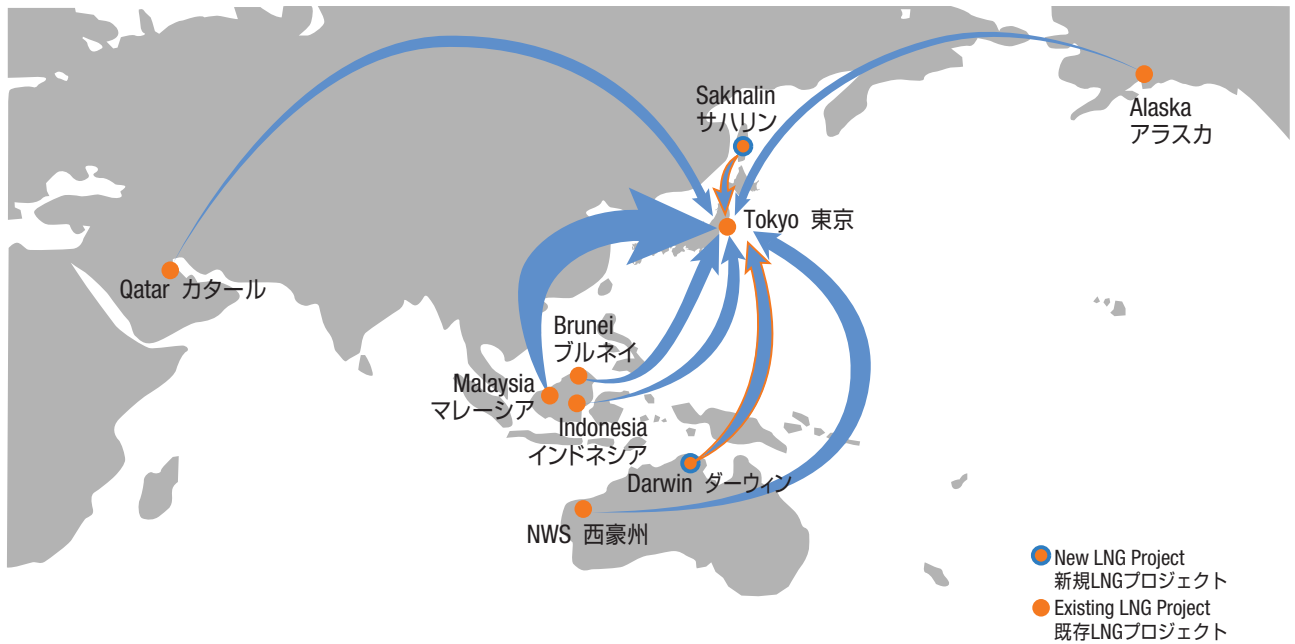 Sakhalin
サハリン
Alaska
アラスカ
Tokyo 東京
Qatar カタール
Brunei
ブルネイ
Malaysia
マレーシア
Indonesia
インドネシア
Darwin ダーウィン
NWS 西豪州
New LNG Project
新規LNGプロジェクト
Existing LNG Project
既存LNGプロジェクト